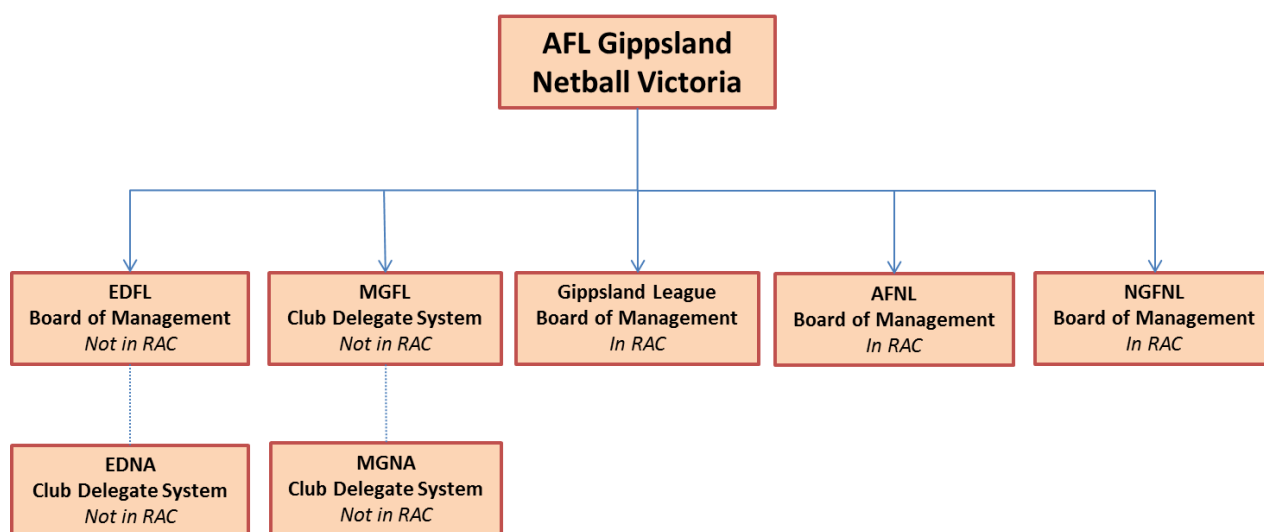 AFL Gippsland
Netball Victoria
EDFL
Board of Management
Not in RAC
MGFL
Club Delegate System
Not in RAC
Gippsland League
Board of Management
In RAC
AFNL
Board of Management
In RAC
NGFNL
Board of Management
In RAC
EDNA
Club Delegate System
Not in RAC
MGNA
Club Delegate System
Not in RAC